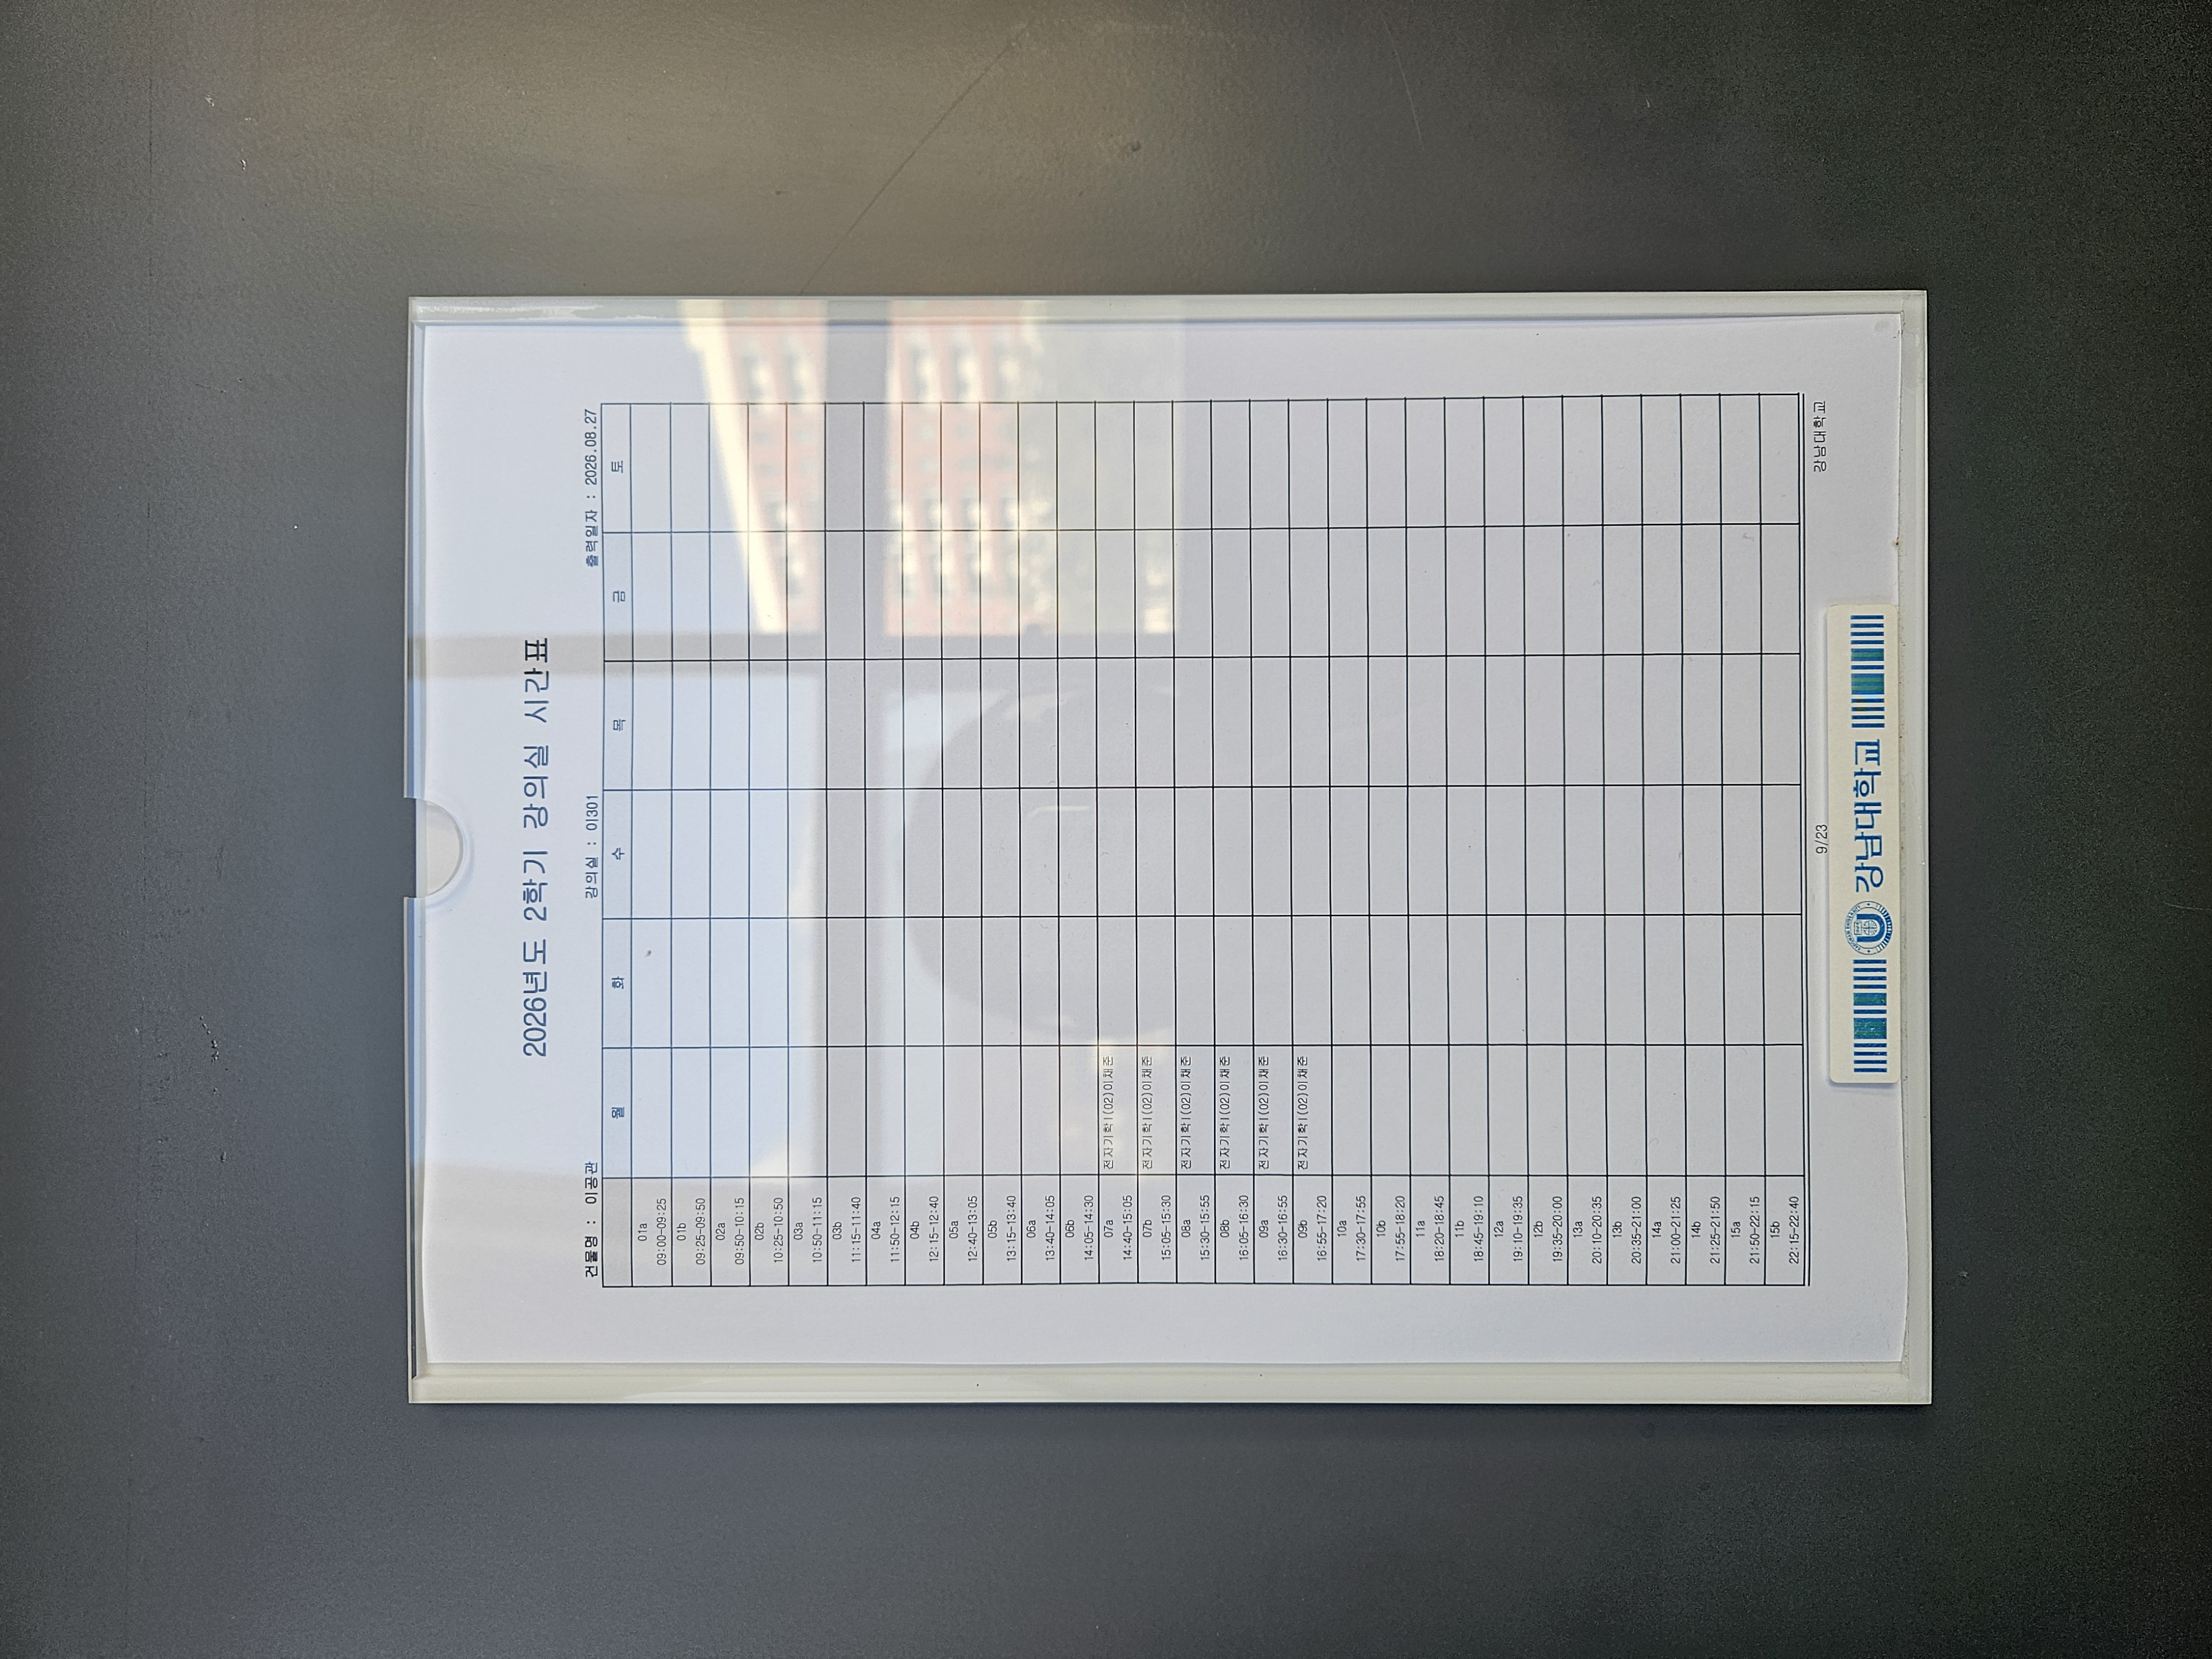 2026년도 2학기 강의실 시간표
건물명 : 이공관 강의실 : 이301 출력일자 : 2026.08.27
월 화 수 목 금 토
01a
09:00-09:25
01b
09:25-09:50
02a
09:50-10:15
02b
10:25-10:50
03a
10:50-11:15
03b
11:15-11:40
04a
11:50-12:15
04b
12:15-12:40
05a
12:40-13:05
05b
13:15-13:40
06a
13:40-14:05
06b
14:05-14:30
07a 전자기학I(02)이채준
14:40-15:05
07b 전자기학I(02)이채준
15:05-15:30
08a 전자기학I(02)이채준
15:30-15:55
08b 전자기학I(02)이채준
16:05-16:30
09a 전자기학I(02)이채준
16:30-16:55
09b 전자기학I(02)이채준
16:55-17:20
10a
17:30-17:55
10b
17:55-18:20
11a
18:20-18:45
11b
18:45-19:10
12a
19:10-19:35
12b
19:35-20:00
13a
20:10-20:35
13b
20:35-21:00
14a
21:00-21:25
14b
21:25-21:50
15a
21:50-22:15
15b
22:15-22:40
9/23 강남대학교
강남대학교